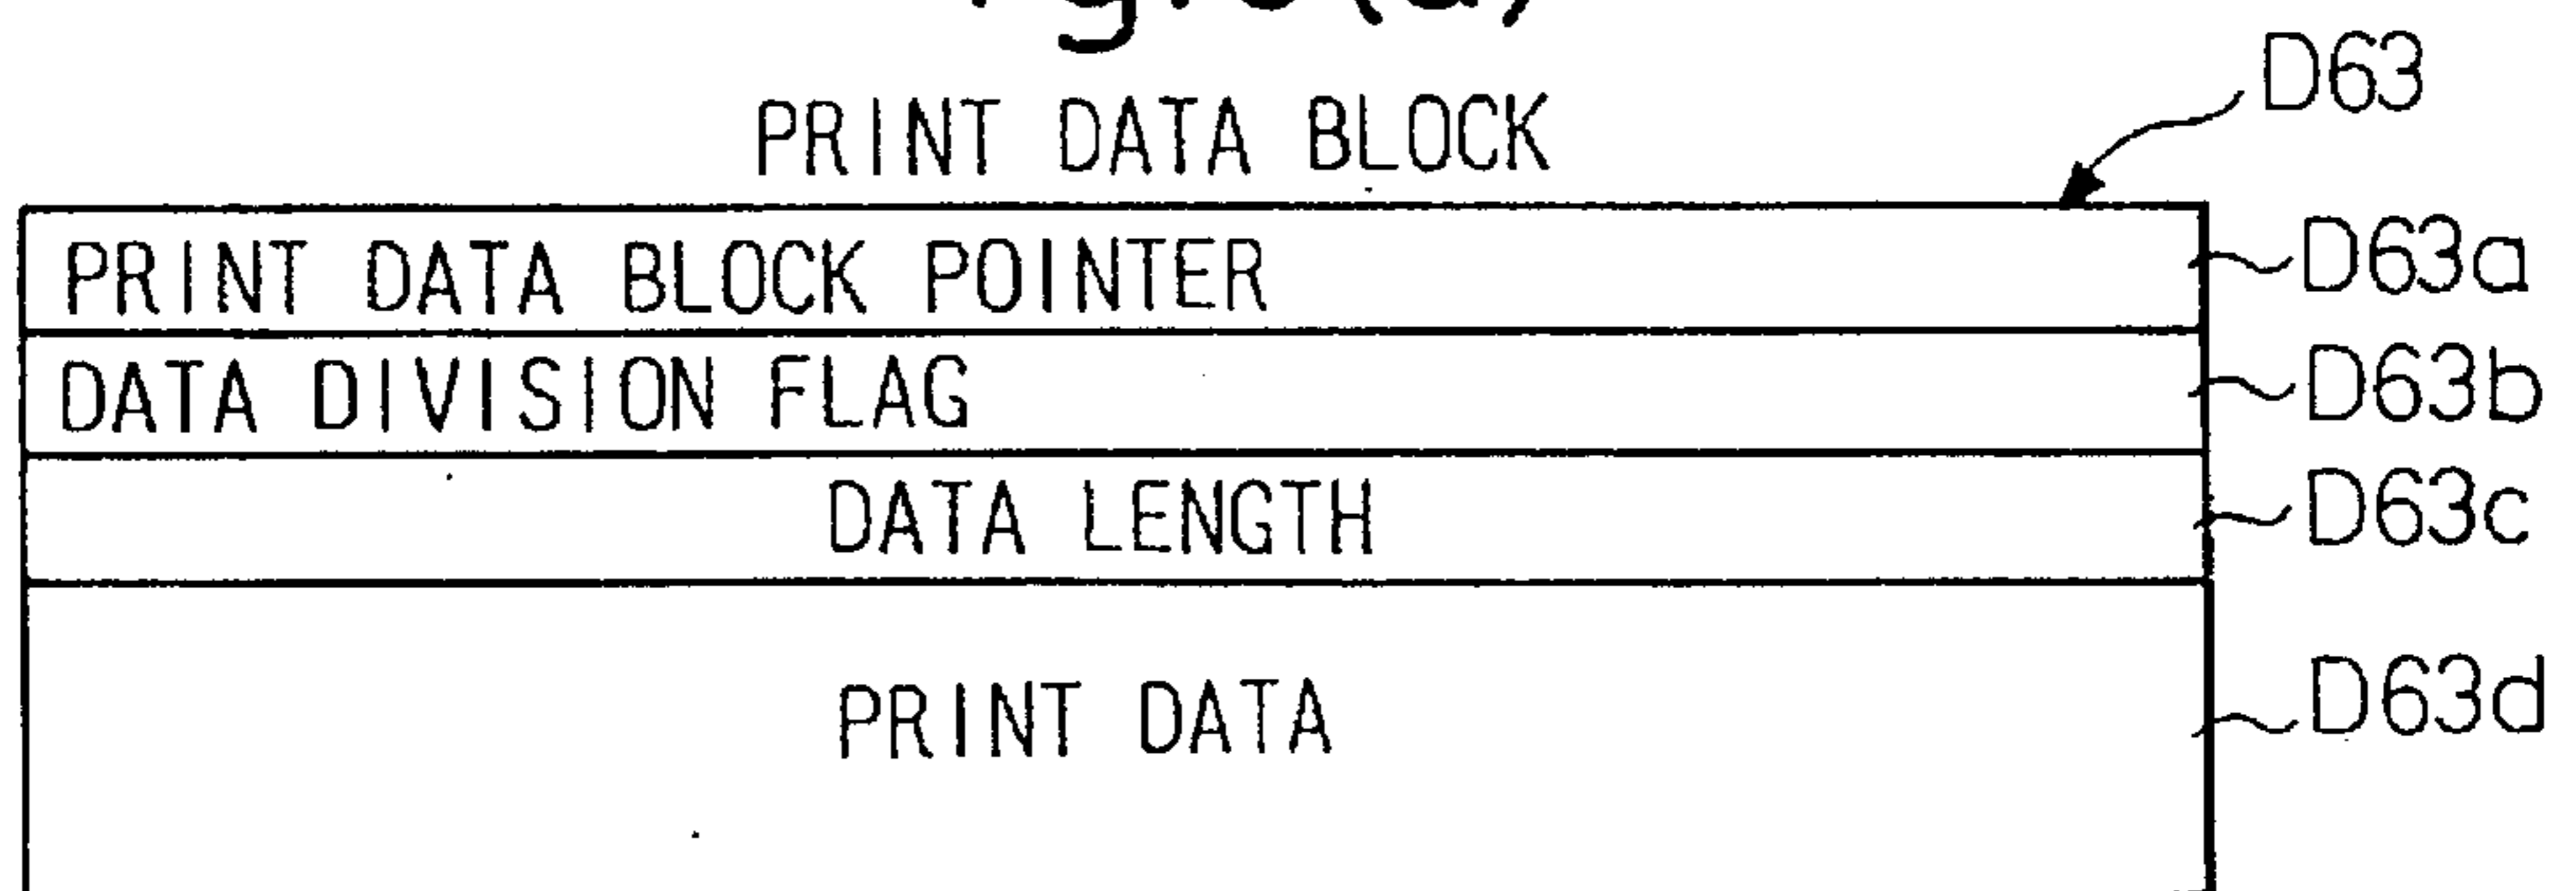 D63
PRINT DATA BLOCK
PRINT DATA BLOCK POINTER D63a
DATA DIVISION FLAG D63b
DATA LENGTH D63c
PRINT DATA D63d